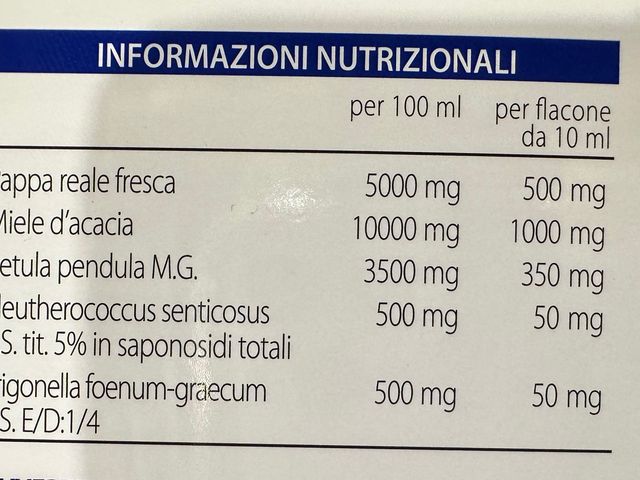 INFORMAZIONI NUTRIZIONALI
per 100 ml per flacone
da 10 ml
appa reale fresca 5000 mg 500 mg
iele d'acacia 10000 mg 1000 mg
etula pendula M.G. 3500 mg 350 mg
leutherococcus senticosus 500 mg 50 mg
S. tit. 5% in saponosidi totali
rigonella foenum-graecum 500 mg 50 mg
S. E/D:1/4